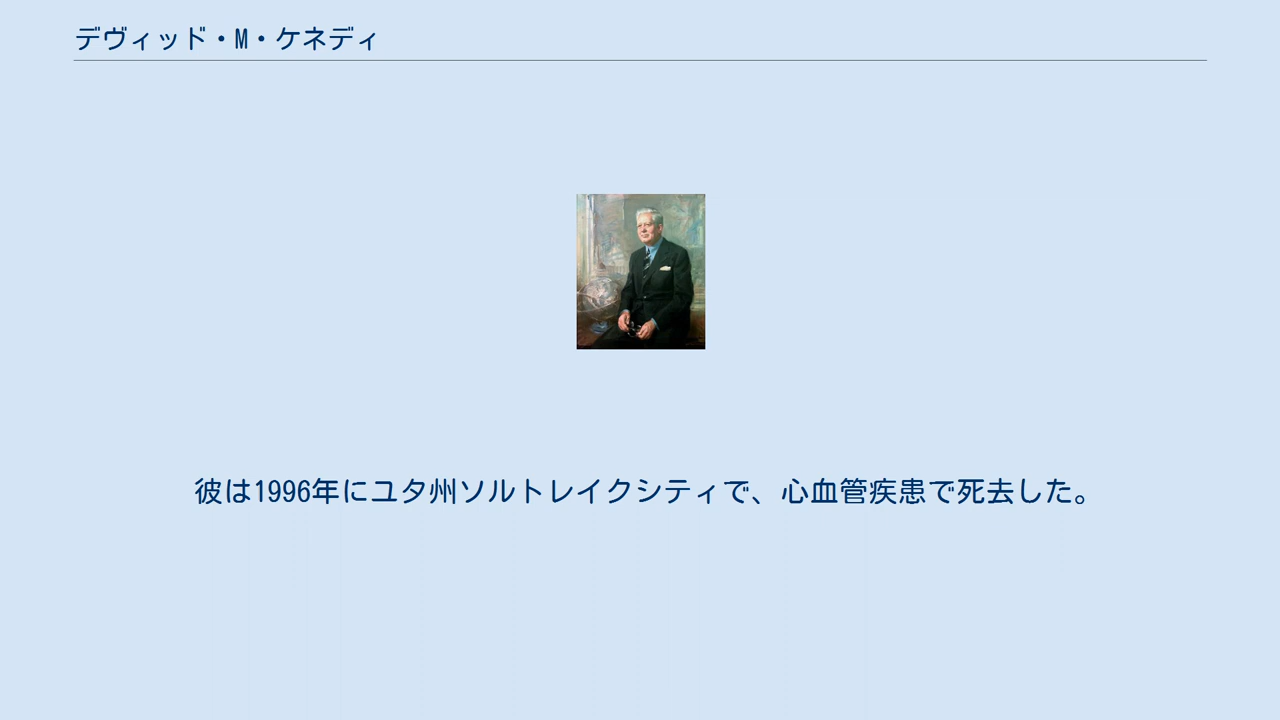 デヴィッド・M・ケネディ
彼は1996年にユタ州ソルトレイクシティで、心血管疾患で死去した。